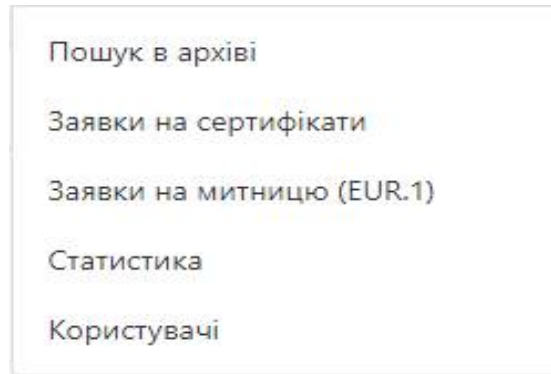 Пошук в архіві
Заявки на сертифікати
Заявки на митницю (EUR.1)
Статистика
Користувачі